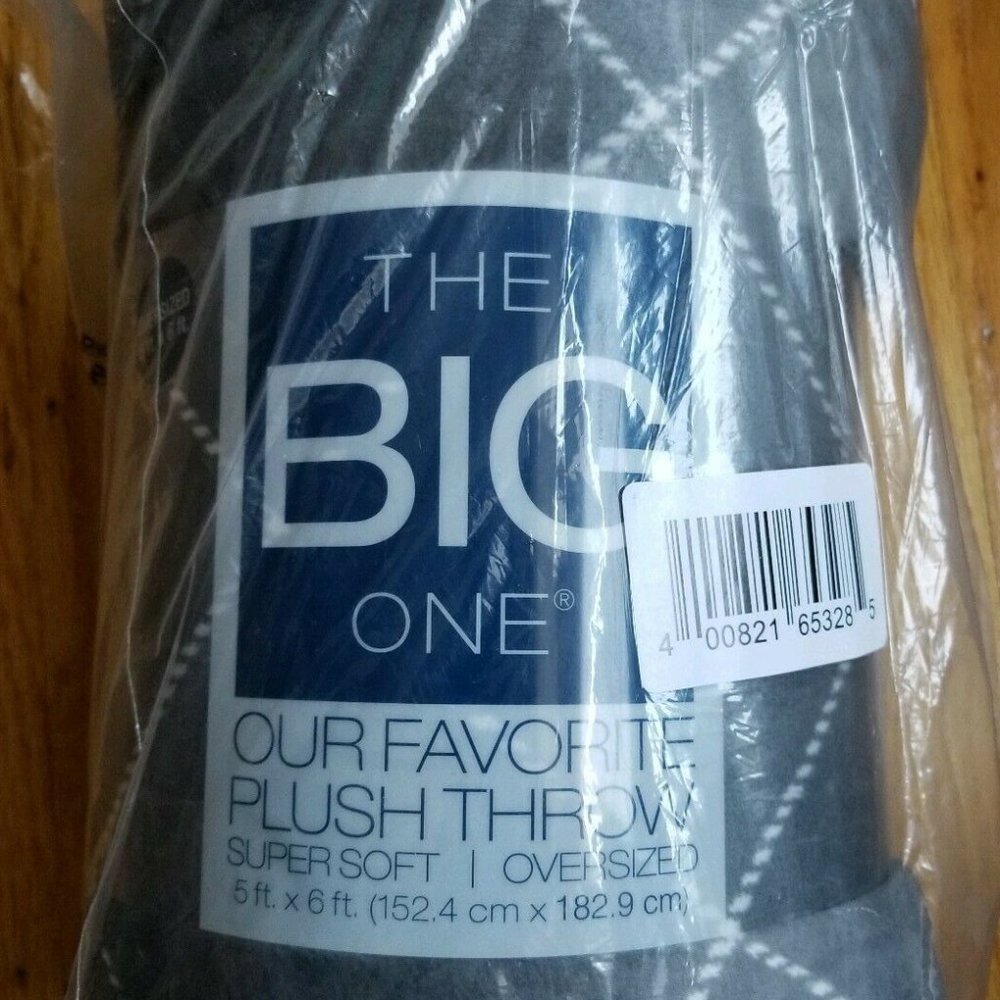 THE
BIG
ONE®
4 00821 65328 5
OUR FAVORITE
PLUSH THROW
SUPER SOFT | OVERSIZED
5 ft. x 6 ft. (152.4 cm x 182.9 cm)